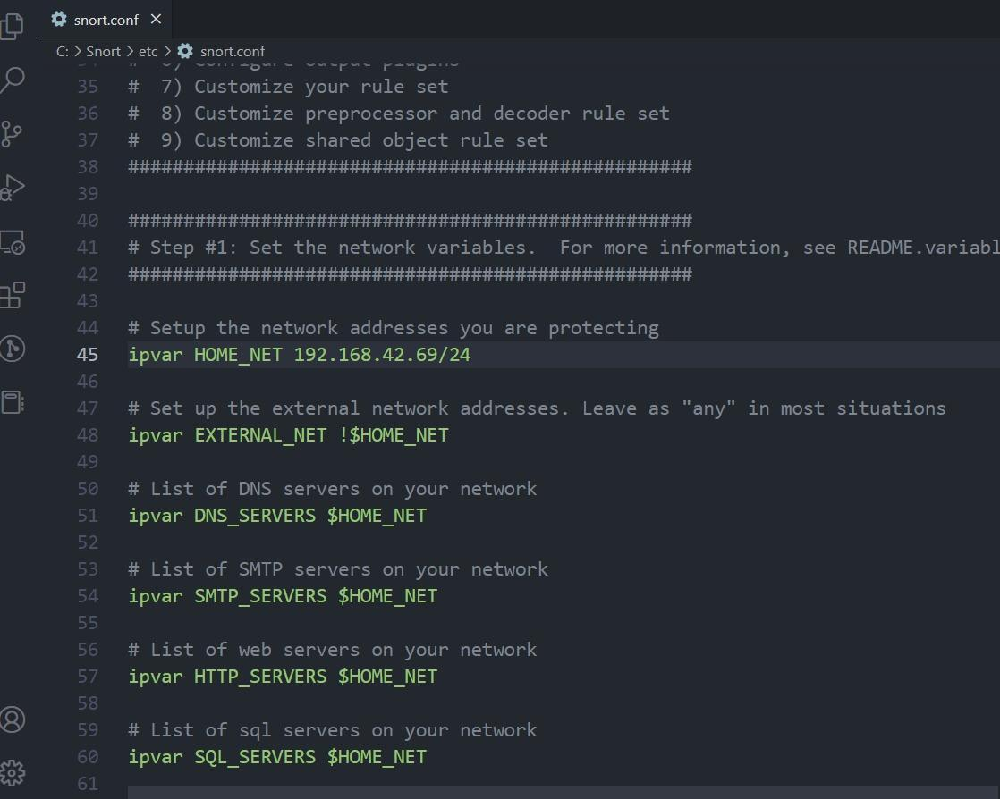 snort.conf
C: > Snort > etc > snort.conf
# 6) Configure output plugins
35 #  7) Customize your rule set
36 #  8) Customize preprocessor and decoder rule set
37 #  9) Customize shared object rule set
38 ###################################################
39
40 ###################################################
41 # Step #1: Set the network variables.  For more information, see README.variabl
42 ###################################################
43
44 # Setup the network addresses you are protecting
45 ipvar HOME_NET 192.168.42.69/24
46
47 # Set up the external network addresses. Leave as "any" in most situations
48 ipvar EXTERNAL_NET !$HOME_NET
49
50 # List of DNS servers on your network
51 ipvar DNS_SERVERS $HOME_NET
52
53 # List of SMTP servers on your network
54 ipvar SMTP_SERVERS $HOME_NET
55
56 # List of web servers on your network
57 ipvar HTTP_SERVERS $HOME_NET
58
59 # List of sql servers on your network
60 ipvar SQL_SERVERS $HOME_NET
61